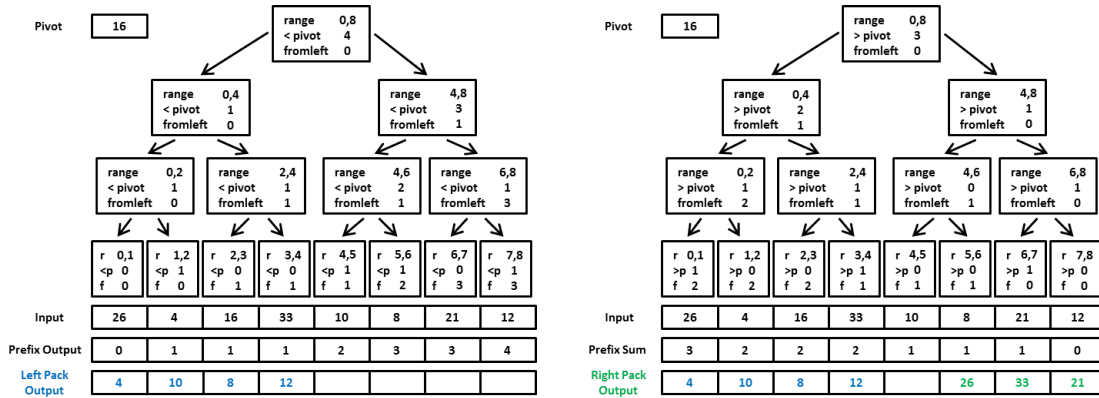 Pivot 16
range 0,8
< pivot 4
fromleft 0
range 0,4
< pivot 1
fromleft 0
range 4,8
< pivot 3
fromleft 1
range 0,2
< pivot 1
fromleft 0
range 2,4
< pivot 1
fromleft 1
range 4,6
< pivot 2
fromleft 1
range 6,8
< pivot 1
fromleft 3
r 0,1
<p 0
f 0
r 1,2
<p 1
f 0
r 2,3
<p 0
f 1
r 3,4
<p 0
f 1
r 4,5
<p 1
f 1
r 5,6
<p 1
f 2
r 6,7
<p 0
f 3
r 7,8
<p 1
f 3
Input 26 4 16 33 10 8 21 12
Prefix Output 0 1 1 1 2 3 3 4
Left Pack
Output 4 10 8 12
Pivot 16
range 0,8
> pivot 3
fromleft 0
range 0,4
> pivot 2
fromleft 1
range 4,8
> pivot 1
fromleft 0
range 0,2
> pivot 1
fromleft 2
range 2,4
> pivot 1
fromleft 1
range 4,6
> pivot 0
fromleft 1
range 6,8
> pivot 1
fromleft 0
r 0,1
>p 1
f 2
r 1,2
>p 0
f 2
r 2,3
>p 0
f 2
r 3,4
>p 1
f 1
r 4,5
>p 0
f 1
r 5,6
>p 0
f 1
r 6,7
>p 1
f 0
r 7,8
>p 0
f 0
Input 26 4 16 33 10 8 21 12
Prefix Sum 3 2 2 2 1 1 1 0
Right Pack
Output 4 10 8 12 26 33 21